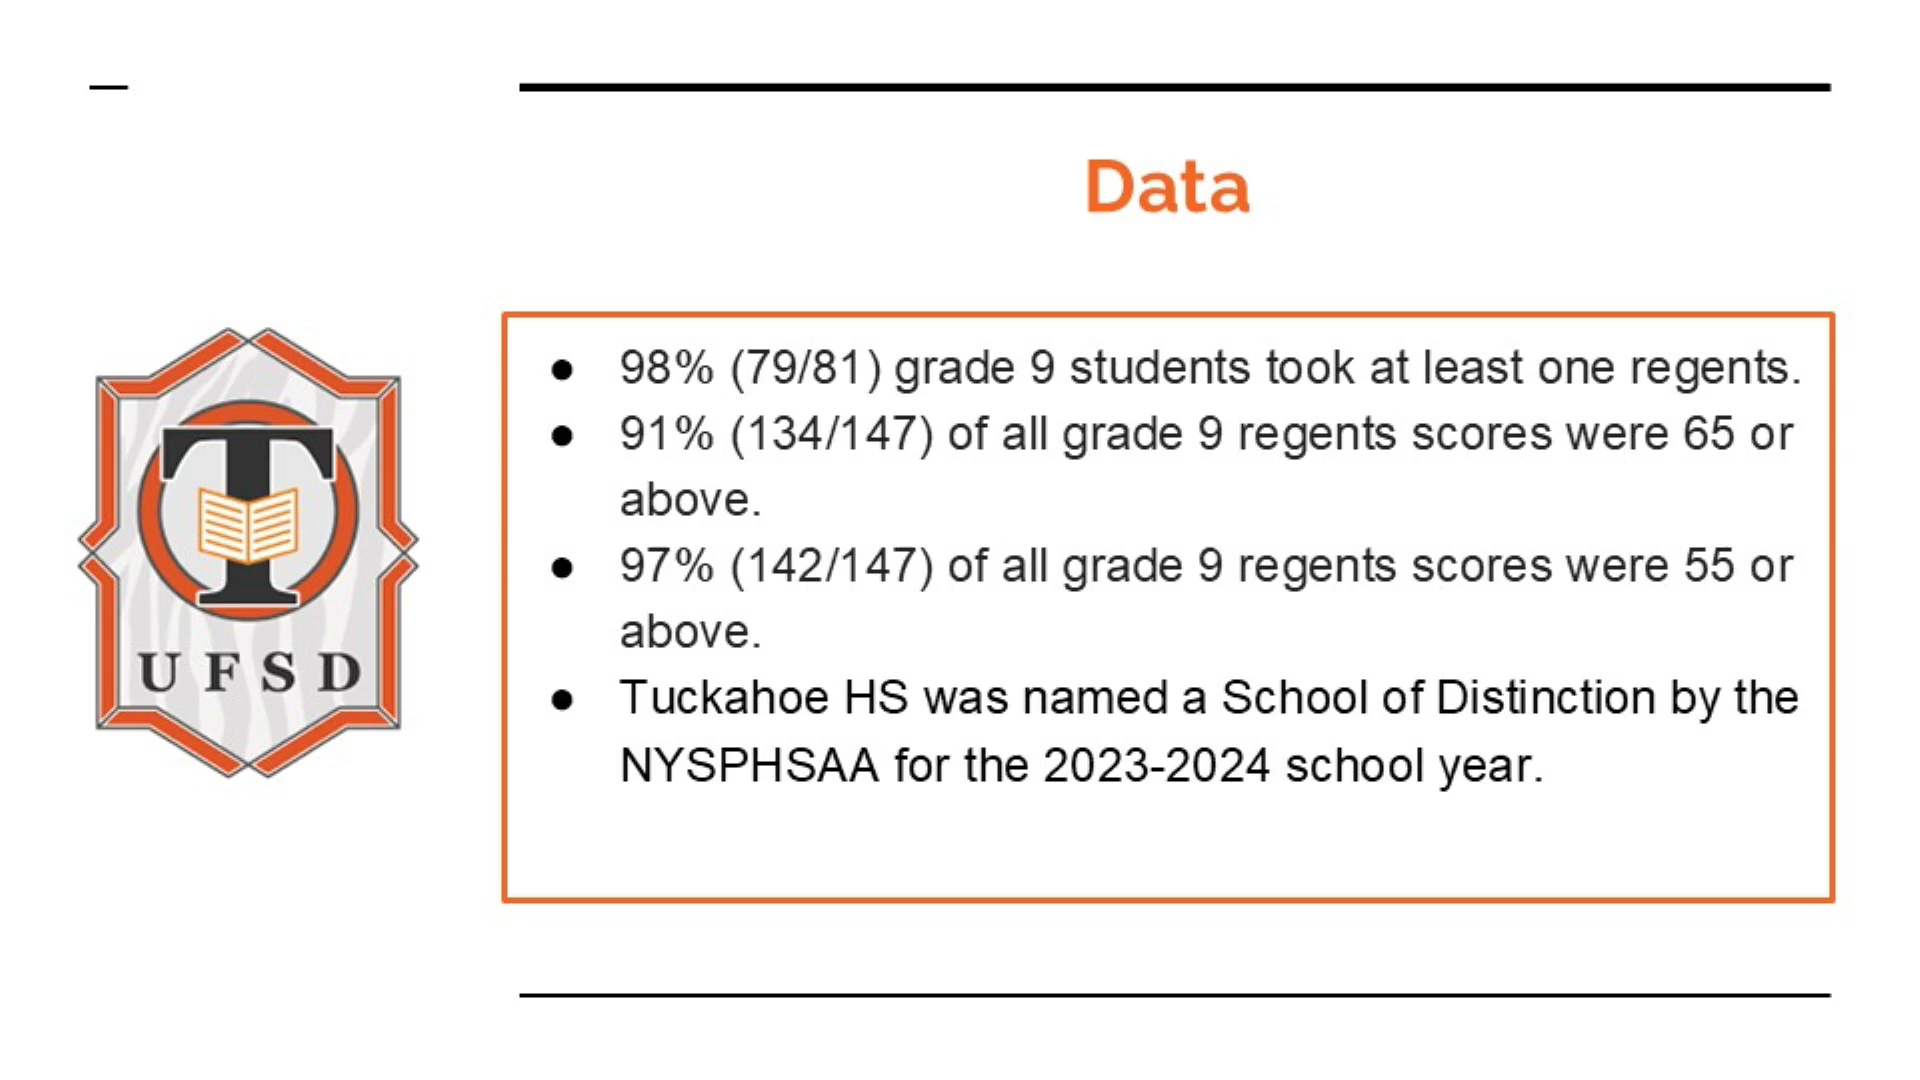 Data
T
UFSD
● 98% (79/81) grade 9 students took at least one regents.
● 91% (134/147) of all grade 9 regents scores were 65 or
above.
● 97% (142/147) of all grade 9 regents scores were 55 or
above.
● Tuckahoe HS was named a School of Distinction by the
NYSPHSAA for the 2023-2024 school year.